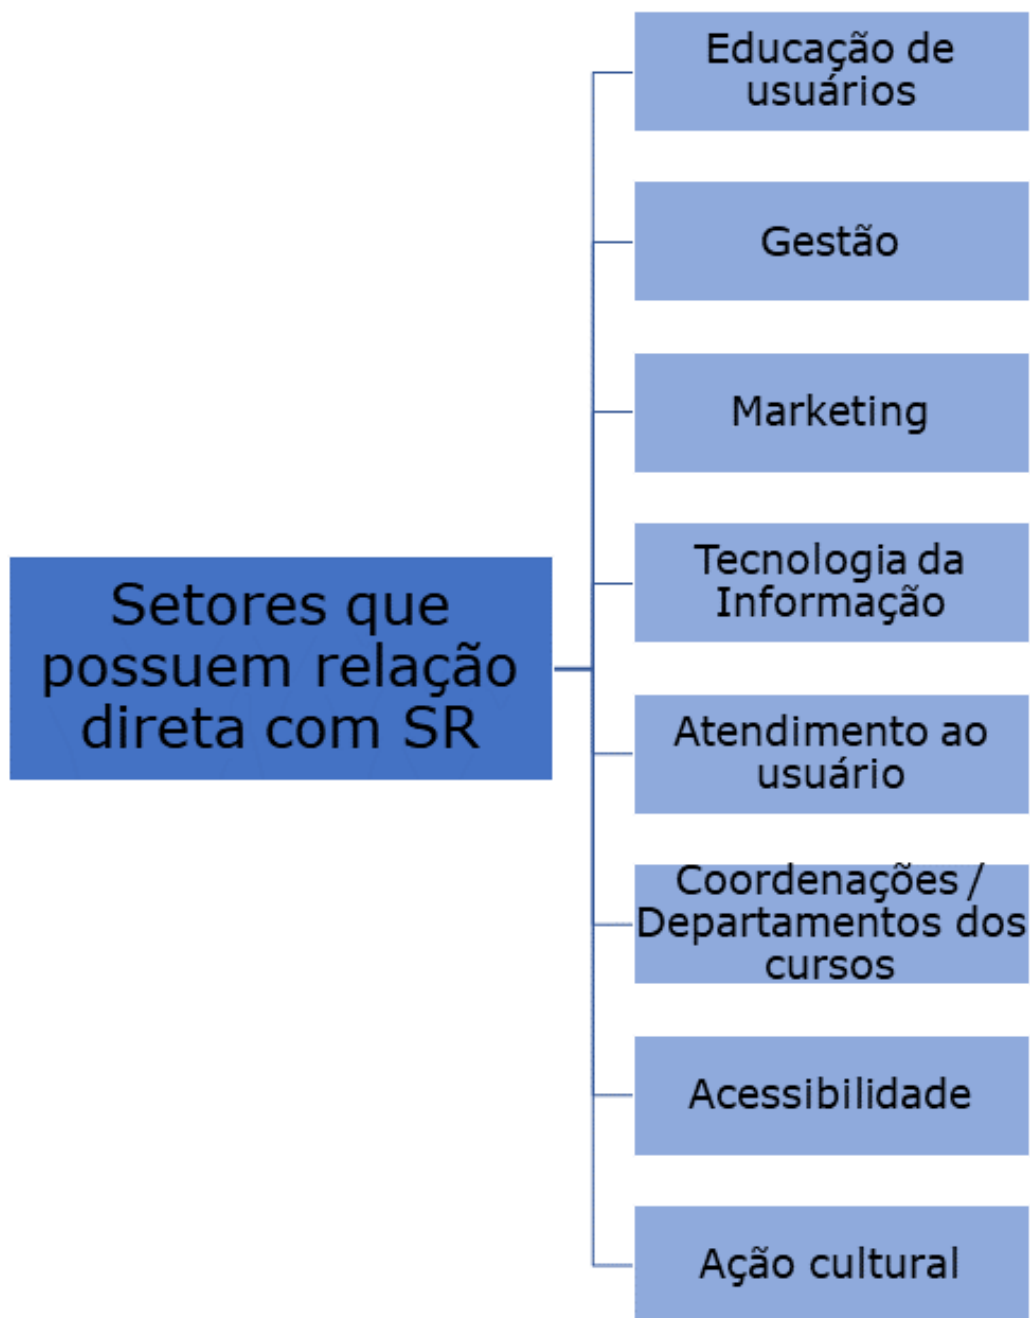 Educação de
usuários
Gestão
Marketing
Tecnologia da
Informação
Setores que
possuem relação
direta com SR
Atendimento ao
usuário
Coordenações /
Departamentos dos
cursos
Acessibilidade
Ação cultural